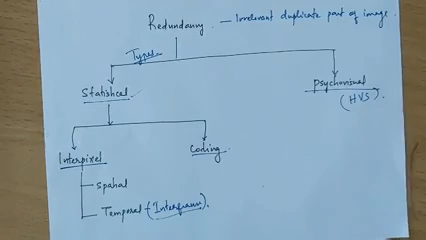 Redundancy - Irrelevant duplicate part of image
Types
Statistical
Psychovisual
(HVS).
Interpixel
Coding
- Spatial
- Temporal (Interframe).